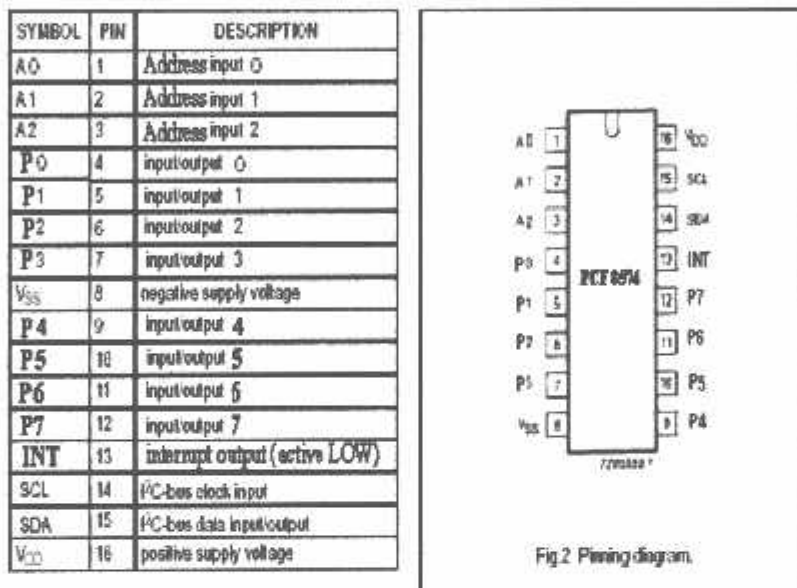 SYMBOL PIN DESCRIPTION
A0 1 Address input 0
A1 2 Address input 1
A2 3 Address input 2
P0 4 input/output 0
P1 5 input/output 1
P2 6 input/output 2
P3 7 input/output 3
VSS 8 negative supply voltage
P4 9 input/output 4
P5 10 input/output 5
P6 11 input/output 6
P7 12 input/output 7
INT 13 interrupt output (active LOW)
SCL 14 I²C-bus clock input
SDA 15 I²C-bus data input/output
VDD 16 positive supply voltage
A0 1 16 VDD
A1 2 15 SCL
A2 3 14 SDA
4 13 INT
PCF 8574
P1 5 12 P7
P2 6 11 P6
7 10 P5
VSS 8 9 P4
Fig.2 Pinning diagram.